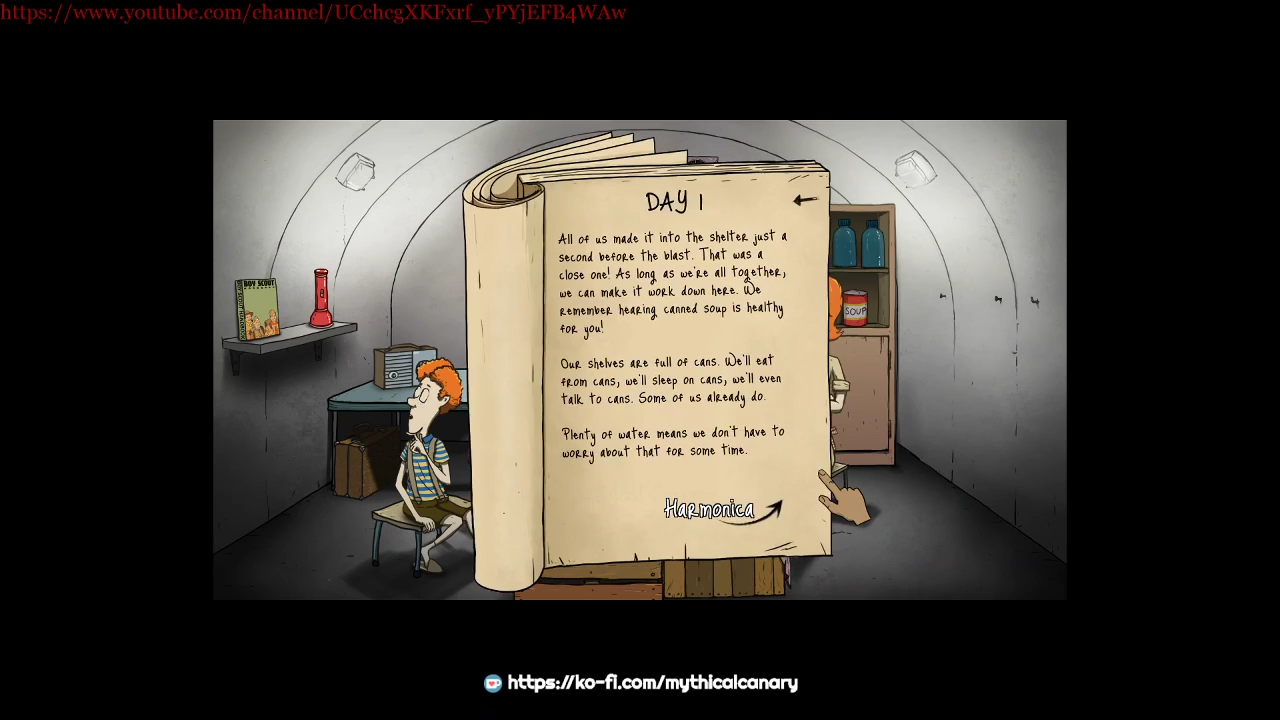 https://www.youtube.com/channel/UCchcgXKFxrf_yPYjEFB4WAw
DAY 1
All of us made it into the shelter just a
second before the blast. That was a
close one! As long as we're all together,
we can make it work down here. We
remember hearing canned soup is healthy
for you!
Our shelves are full of cans. We'll eat
from cans, we'll sleep on cans, we'll even
talk to cans. Some of us already do.
Plenty of water means we don't have to
worry about that for some time.
Harmonica
BOY SCOUT
SOUP
https://ko-fi.com/mythicalcanary